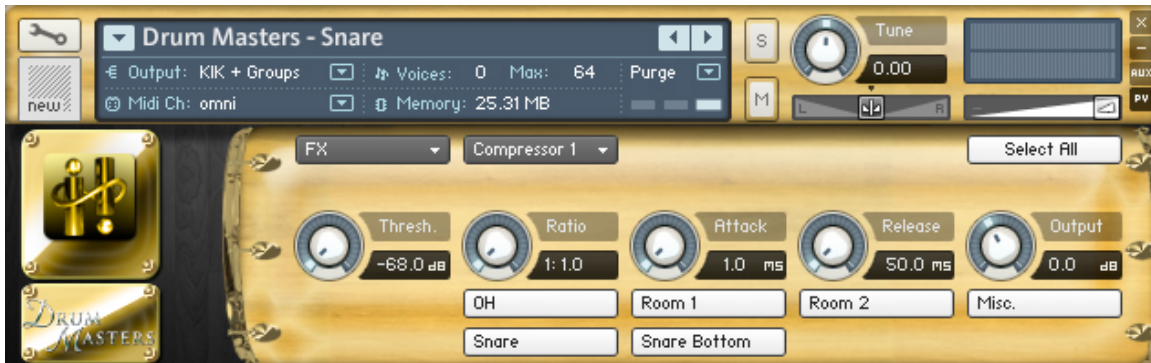 Drum Masters - Snare
S
Tune
×
–
Output: KIK + Groups
Voices: 0 Max: 64
Purge
0.00
AUX
new
Midi Ch: omni
Memory: 25.31 MB
M
L
R
–
PV
FX
Compressor 1
Select All
Thresh.
Ratio
Attack
Release
Output
-68.0 dB
1: 1.0
1.0 ms
50.0 ms
0.0 dB
OH
Room 1
Room 2
Misc.
DRUM
MASTERS
Snare
Snare Bottom